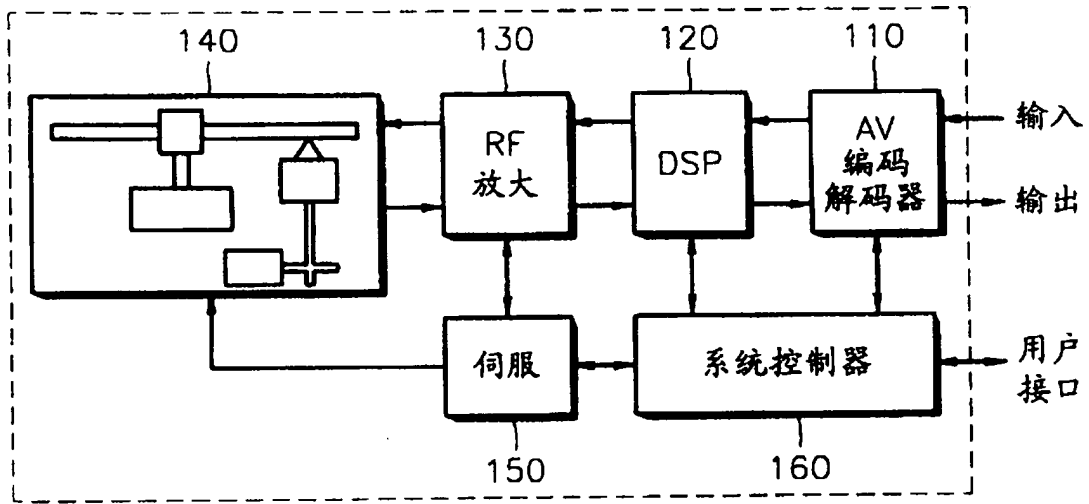 140
130
120
110
RF
放大
DSP
AV
编码
解码器
输入
输出
伺服
系统控制器
用户
接口
150
160